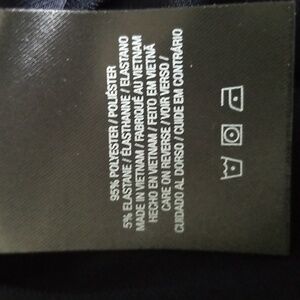 95% POLYESTER / POLIÉSTER
5% ELASTANE / ÉLASTHANNE / ELASTANO
MADE IN VIETNAM / FABRIQUÉ AU VIETNAM
HECHO EN VIETNAM / FEITO EM VIETNÃ
CARE ON REVERSE / VOIR VERSO /
CUIDADO AL DORSO / CUIDE EM CONTRÁRIO